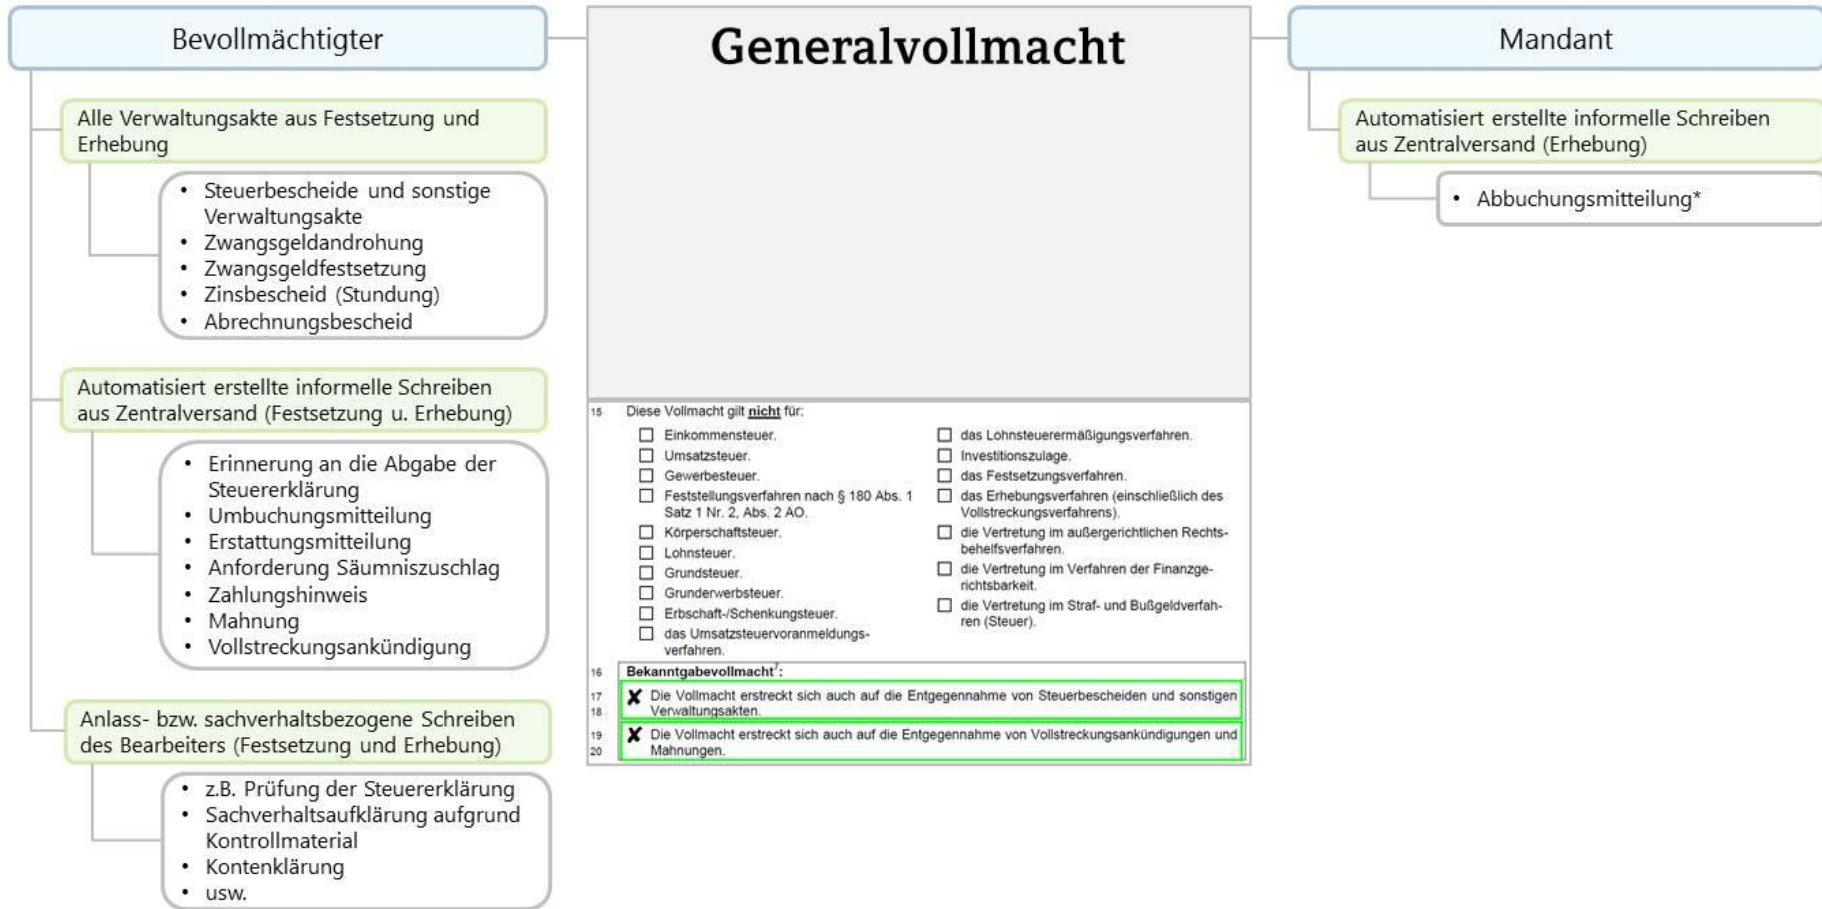 Bevollmächtigter
Alle Verwaltungsakte aus Festsetzung und
Erhebung
• Steuerbescheide und sonstige
Verwaltungsakte
• Zwangsgeldandrohung
• Zwangsgeldfestsetzung
• Zinsbescheid (Stundung)
• Abrechnungsbescheid
Automatisiert erstellte informelle Schreiben
aus Zentralversand (Festsetzung u. Erhebung)
• Erinnerung an die Abgabe der
Steuererklärung
• Umbuchungsmitteilung
• Erstattungsmitteilung
• Anforderung Säumniszuschlag
• Zahlungshinweis
• Mahnung
• Vollstreckungsankündigung
Anlass- bzw. sachverhaltsbezogene Schreiben
des Bearbeiters (Festsetzung und Erhebung)
• z.B. Prüfung der Steuererklärung
• Sachverhaltsaufklärung aufgrund
Kontrollmaterial
• Kontenklärung
• usw.
Generalvollmacht
15 Diese Vollmacht gilt nicht für:
Einkommensteuer.
Umsatzsteuer.
Gewerbesteuer.
Feststellungsverfahren nach § 180 Abs. 1
Satz 1 Nr. 2, Abs. 2 AO.
Körperschaftsteuer.
Lohnsteuer.
Grundsteuer.
Grunderwerbsteuer.
Erbschaft-/Schenkungsteuer.
das Umsatzsteuervoranmeldungs-
verfahren.
das Lohnsteuerermäßigungsverfahren.
Investitionszulage.
das Festsetzungsverfahren.
das Erhebungsverfahren (einschließlich des
Vollstreckungsverfahrens).
die Vertretung im außergerichtlichen Rechts-
behelfsverfahren.
die Vertretung im Verfahren der Finanzge-
richtsbarkeit.
die Vertretung im Straf- und Bußgeldverfah-
ren (Steuer).
16 Bekanntgabevollmacht⁷:
17 ✘ Die Vollmacht erstreckt sich auch auf die Entgegennahme von Steuerbescheiden und sonstigen
18 Verwaltungsakten.
19 ✘ Die Vollmacht erstreckt sich auch auf die Entgegennahme von Vollstreckungsankündigungen und
20 Mahnungen.
Mandant
Automatisiert erstellte informelle Schreiben
aus Zentralversand (Erhebung)
• Abbuchungsmitteilung*